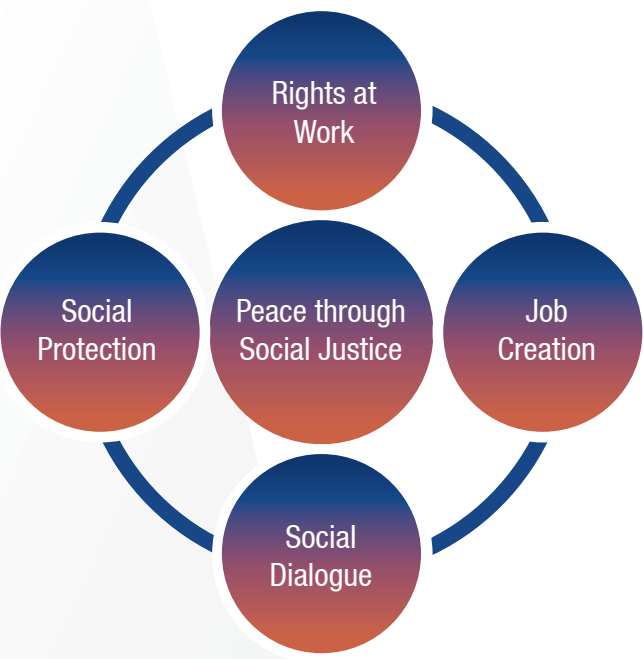 Rights at
Work
Social
Protection
Peace through
Social Justice
Job
Creation
Social
Dialogue